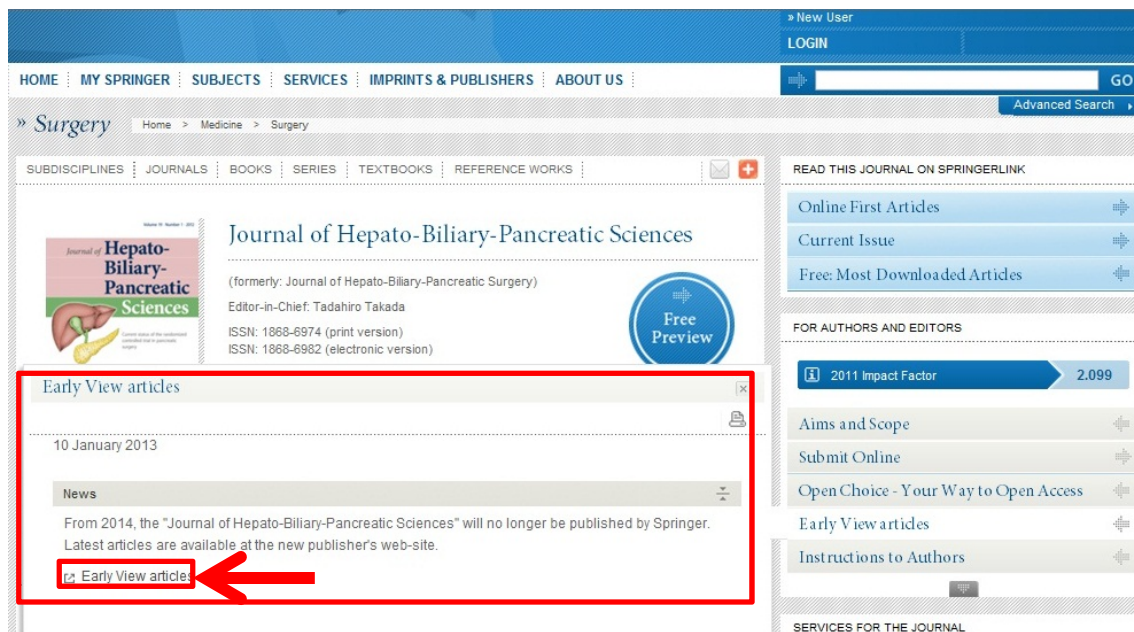 » New User
LOGIN
HOME MY SPRINGER SUBJECTS SERVICES IMPRINTS & PUBLISHERS ABOUT US
GO
Advanced Search
» Surgery Home > Medicine > Surgery
SUBDISCIPLINES JOURNALS BOOKS SERIES TEXTBOOKS REFERENCE WORKS
Journal of Hepato-
Biliary-
Pancreatic
Sciences
Journal of Hepato-Biliary-Pancreatic Sciences
(formerly: Journal of Hepato-Biliary-Pancreatic Surgery)
Editor-in-Chief: Tadahiro Takada
ISSN: 1868-6974 (print version)
ISSN: 1868-6982 (electronic version)
Free
Preview
Early View articles
10 January 2013
News
From 2014, the "Journal of Hepato-Biliary-Pancreatic Sciences" will no longer be published by Springer.
Latest articles are available at the new publisher's web-site.
Early View articles
READ THIS JOURNAL ON SPRINGERLINK
Online First Articles
Current Issue
Free: Most Downloaded Articles
FOR AUTHORS AND EDITORS
2011 Impact Factor 2.099
Aims and Scope
Submit Online
Open Choice - Your Way to Open Access
Early View articles
Instructions to Authors
SERVICES FOR THE JOURNAL